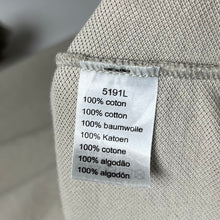 5191L
100% coton
100% cotton
100% baumwolle
100% Katoen
100% cotone
100% algodão
100% algodón